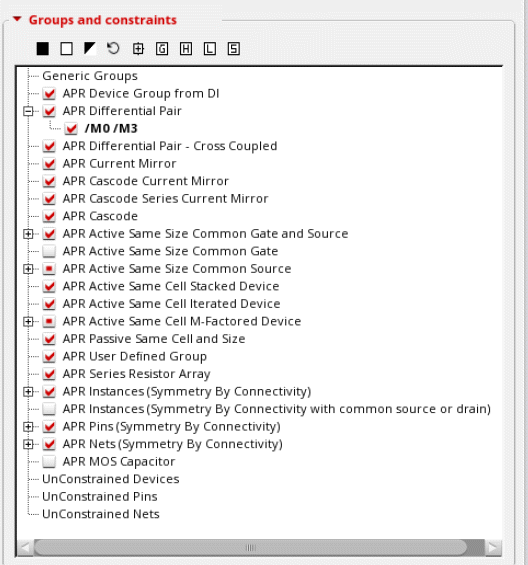 Groups and constraints
G H L S
Generic Groups
APR Device Group from DI
APR Differential Pair
/M0 /M3
APR Differential Pair - Cross Coupled
APR Current Mirror
APR Cascode Current Mirror
APR Cascode Series Current Mirror
APR Cascode
APR Active Same Size Common Gate and Source
APR Active Same Size Common Gate
APR Active Same Size Common Source
APR Active Same Cell Stacked Device
APR Active Same Cell Iterated Device
APR Active Same Cell M-Factored Device
APR Passive Same Cell and Size
APR User Defined Group
APR Series Resistor Array
APR Instances (Symmetry By Connectivity)
APR Instances (Symmetry By Connectivity with common source or drain)
APR Pins (Symmetry By Connectivity)
APR Nets (Symmetry By Connectivity)
APR MOS Capacitor
UnConstrained Devices
UnConstrained Pins
UnConstrained Nets